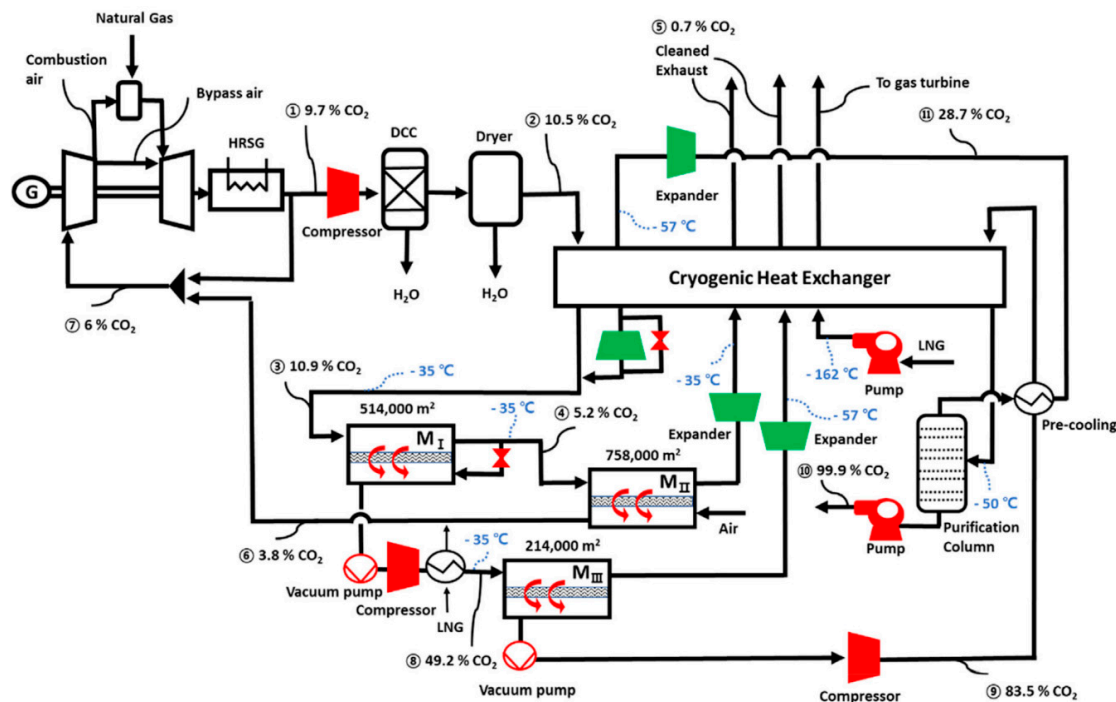 Natural Gas
Combustion
air
Bypass air
① 9.7 % CO₂
HRSG
G
Compressor
DCC
Dryer
② 10.5 % CO₂
H₂O
H₂O
⑤ 0.7 % CO₂
Cleaned
Exhaust
To gas turbine
⑪ 28.7 % CO₂
Expander
- 57 ℃
Cryogenic Heat Exchanger
⑦ 6 % CO₂
③ 10.9 % CO₂
- 35 ℃
514,000 m²
M I
- 35 ℃
④ 5.2 % CO₂
758,000 m²
M II
Air
- 35 ℃
Expander
- 57 ℃
Expander
- 162 ℃
LNG
Pump
Pre-cooling
- 50 ℃
Purification
Column
⑩ 99.9 % CO₂
Pump
⑥ 3.8 % CO₂
Vacuum pump
Compressor
LNG
- 35 ℃
214,000 m²
M III
⑧ 49.2 % CO₂
Vacuum pump
Compressor
⑨ 83.5 % CO₂